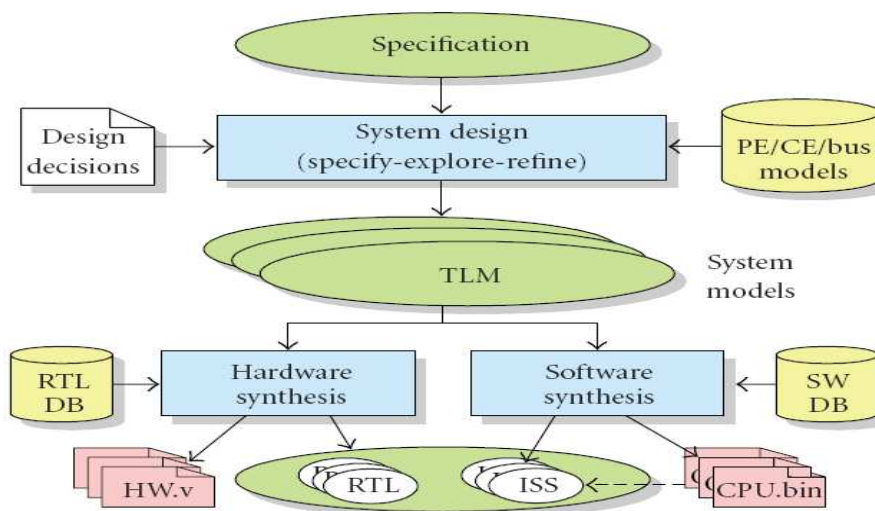 Specification
Design
decisions
System design
(specify-explore-refine)
PE/CE/bus
models
TLM
System
models
RTL
DB
Hardware
synthesis
Software
synthesis
SW
DB
HW.v
RTL
ISS
CPU.bin